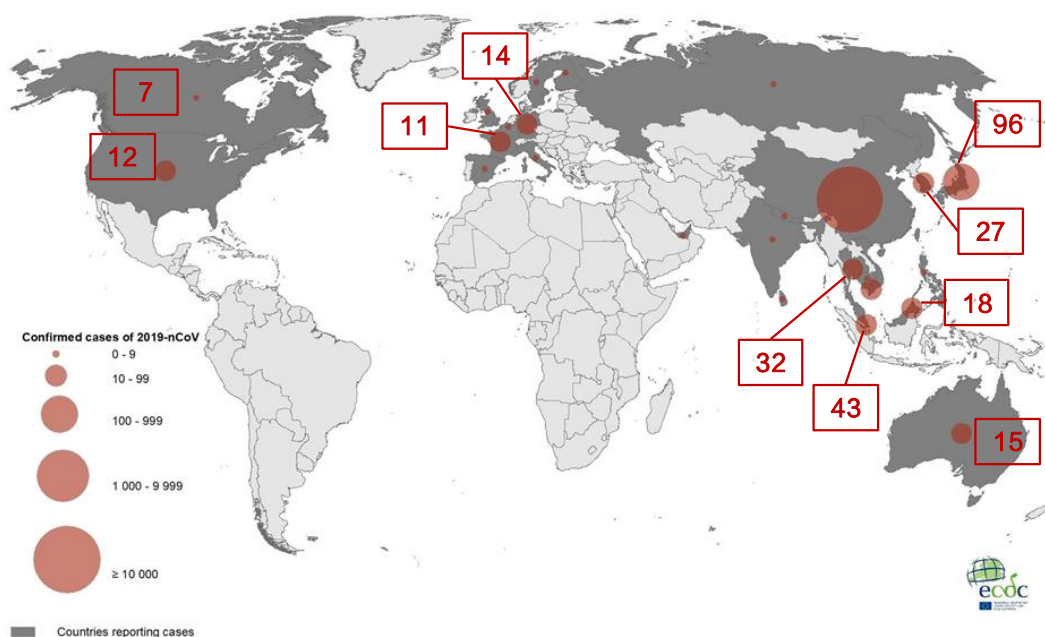 14
7
11
96
12
27
18
Confirmed cases of 2019-nCoV
0 - 9
10 - 99
32
100 - 999
43
15
1 000 - 9 999
≥ 10 000
ecdc
Countries reporting cases